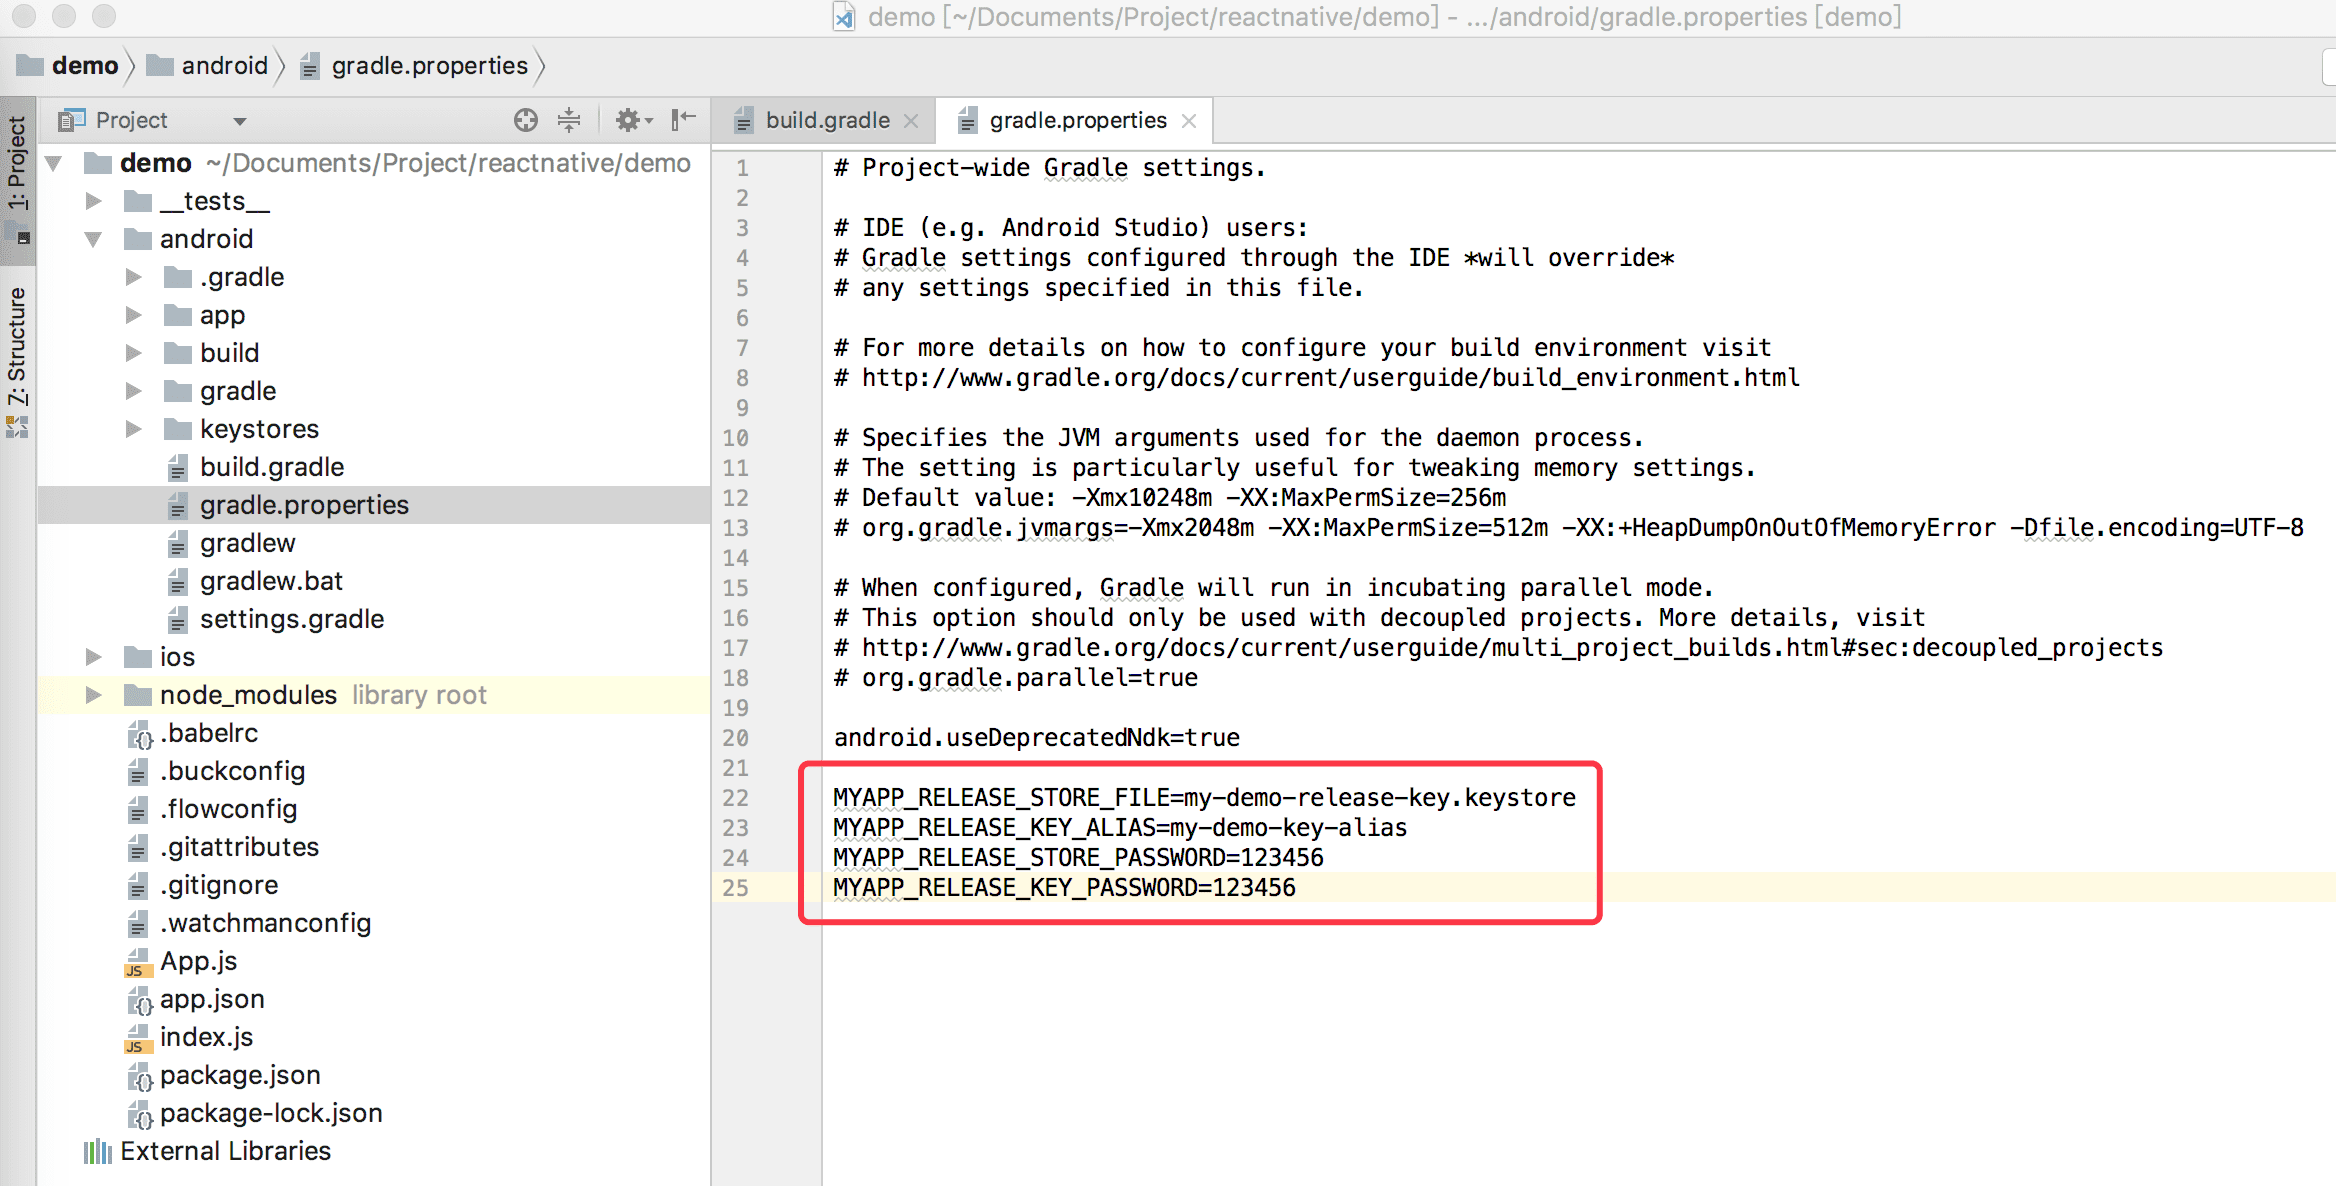 demo [~/Documents/Project/reactnative/demo] - .../android/gradle.properties [demo]
demo android gradle.properties
1: Project
7: Structure
Project
demo ~/Documents/Project/reactnative/demo
__tests__
android
.gradle
app
build
gradle
keystores
build.gradle
gradle.properties
gradlew
gradlew.bat
settings.gradle
ios
node_modules library root
.babelrc
.buckconfig
.flowconfig
.gitattributes
.gitignore
.watchmanconfig
App.js
app.json
index.js
package.json
package-lock.json
External Libraries
build.gradle gradle.properties
1 # Project-wide Gradle settings.
2
3 # IDE (e.g. Android Studio) users:
4 # Gradle settings configured through the IDE *will override*
5 # any settings specified in this file.
6
7 # For more details on how to configure your build environment visit
8 # http://www.gradle.org/docs/current/userguide/build_environment.html
9
10 # Specifies the JVM arguments used for the daemon process.
11 # The setting is particularly useful for tweaking memory settings.
12 # Default value: -Xmx10248m -XX:MaxPermSize=256m
13 # org.gradle.jvmargs=-Xmx2048m -XX:MaxPermSize=512m -XX:+HeapDumpOnOutOfMemoryError -Dfile.encoding=UTF-8
14
15 # When configured, Gradle will run in incubating parallel mode.
16 # This option should only be used with decoupled projects. More details, visit
17 # http://www.gradle.org/docs/current/userguide/multi_project_builds.html#sec:decoupled_projects
18 # org.gradle.parallel=true
19
20 android.useDeprecatedNdk=true
21
22 MYAPP_RELEASE_STORE_FILE=my-demo-release-key.keystore
23 MYAPP_RELEASE_KEY_ALIAS=my-demo-key-alias
24 MYAPP_RELEASE_STORE_PASSWORD=123456
25 MYAPP_RELEASE_KEY_PASSWORD=123456